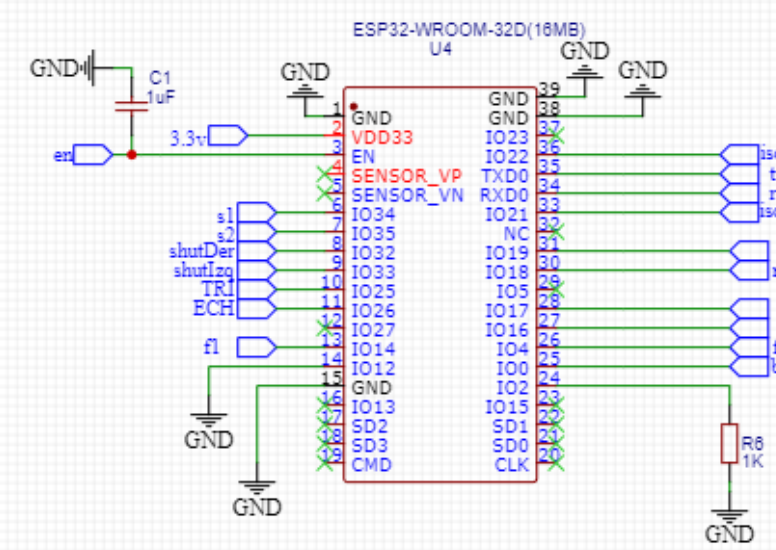 ESP32-WROOM-32D(16MB)
U4
GND
C1
1uF
GND
GND
GND
3.3v
en
s1
s2
shutDer
shutIzq
TRI
ECH
f1
1 GND
2 VDD33
3 EN
4 SENSOR_VP
5 SENSOR_VN
6 IO34
7 IO35
8 IO32
9 IO33
10 IO25
11 IO26
12 IO27
13 IO14
14 IO12
15 GND
16 IO13
17 SD2
18 SD3
19 CMD
GND 39
GND 38
IO23 37
IO22 36
TXD0 35
RXD0 34
IO21 33
NC 32
IO19 31
IO18 30
IO5 29
IO17 28
IO16 27
IO4 26
IO0 25
IO2 24
IO15 23
SD1 22
SD0 21
CLK 20
GND
GND
R6
1K
GND